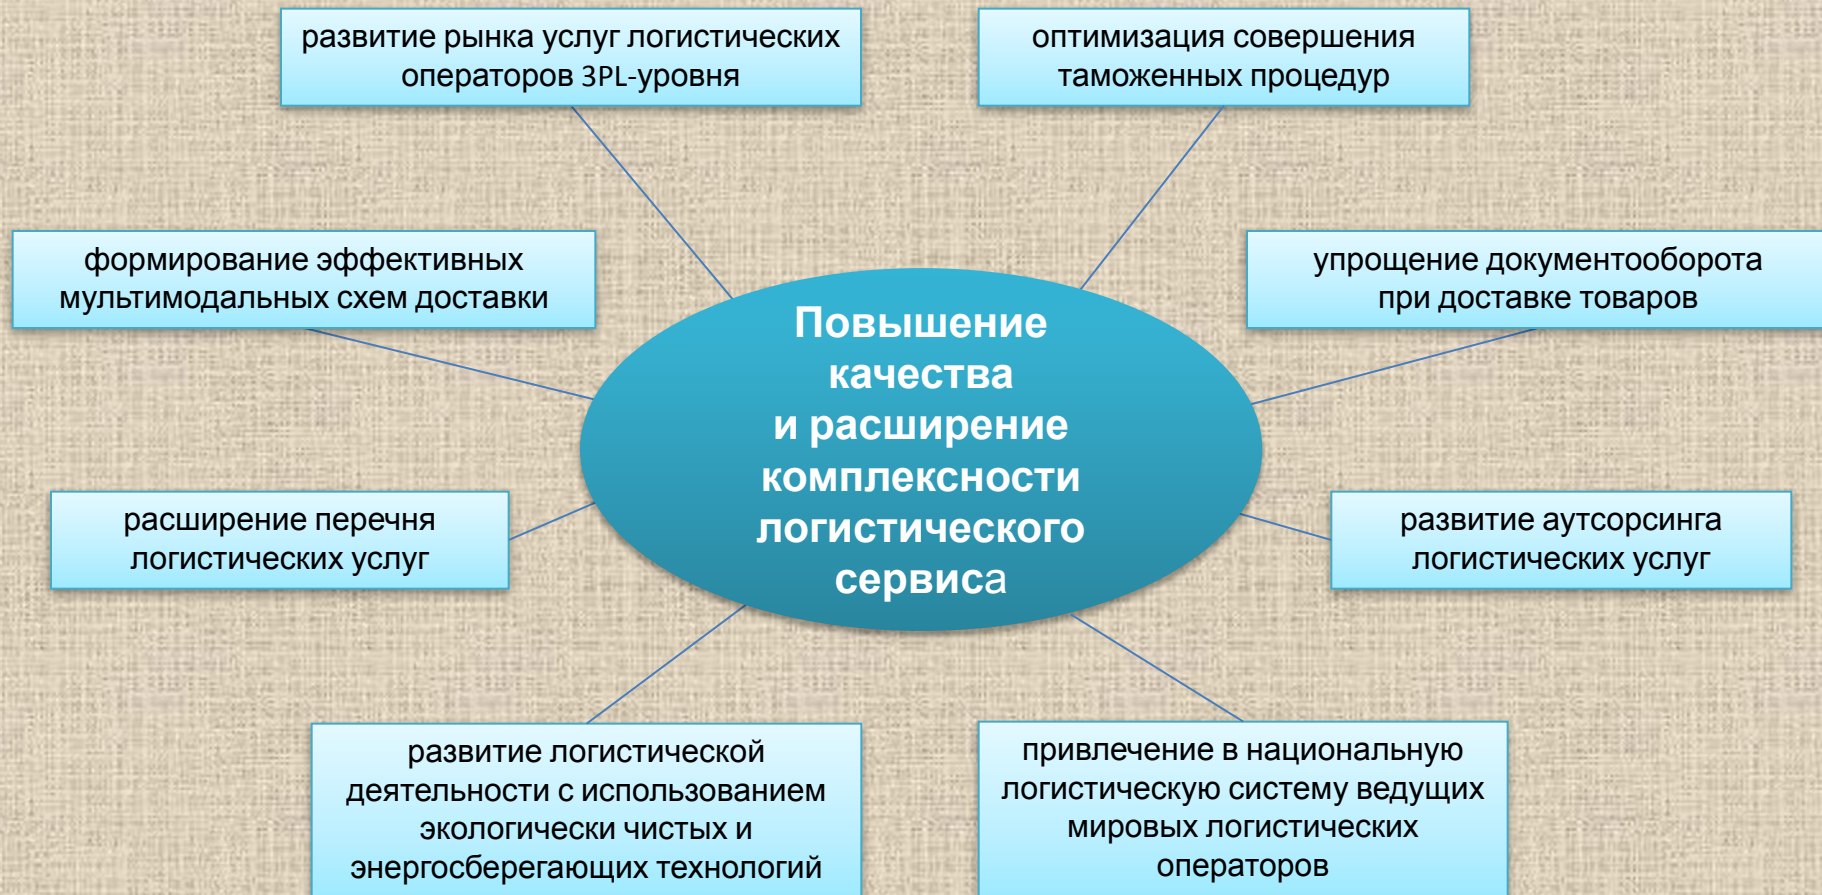 развитие рынка услуг логистических
операторов 3PL-уровня
оптимизация совершения
таможенных процедур
формирование эффективных
мультимодальных схем доставки
упрощение документооборота
при доставке товаров
Повышение
качества
и расширение
комплексности
логистического
сервиса
расширение перечня
логистических услуг
развитие аутсорсинга
логистических услуг
развитие логистической
деятельности с использованием
экологически чистых и
энергосберегающих технологий
привлечение в национальную
логистическую систему ведущих
мировых логистических
операторов